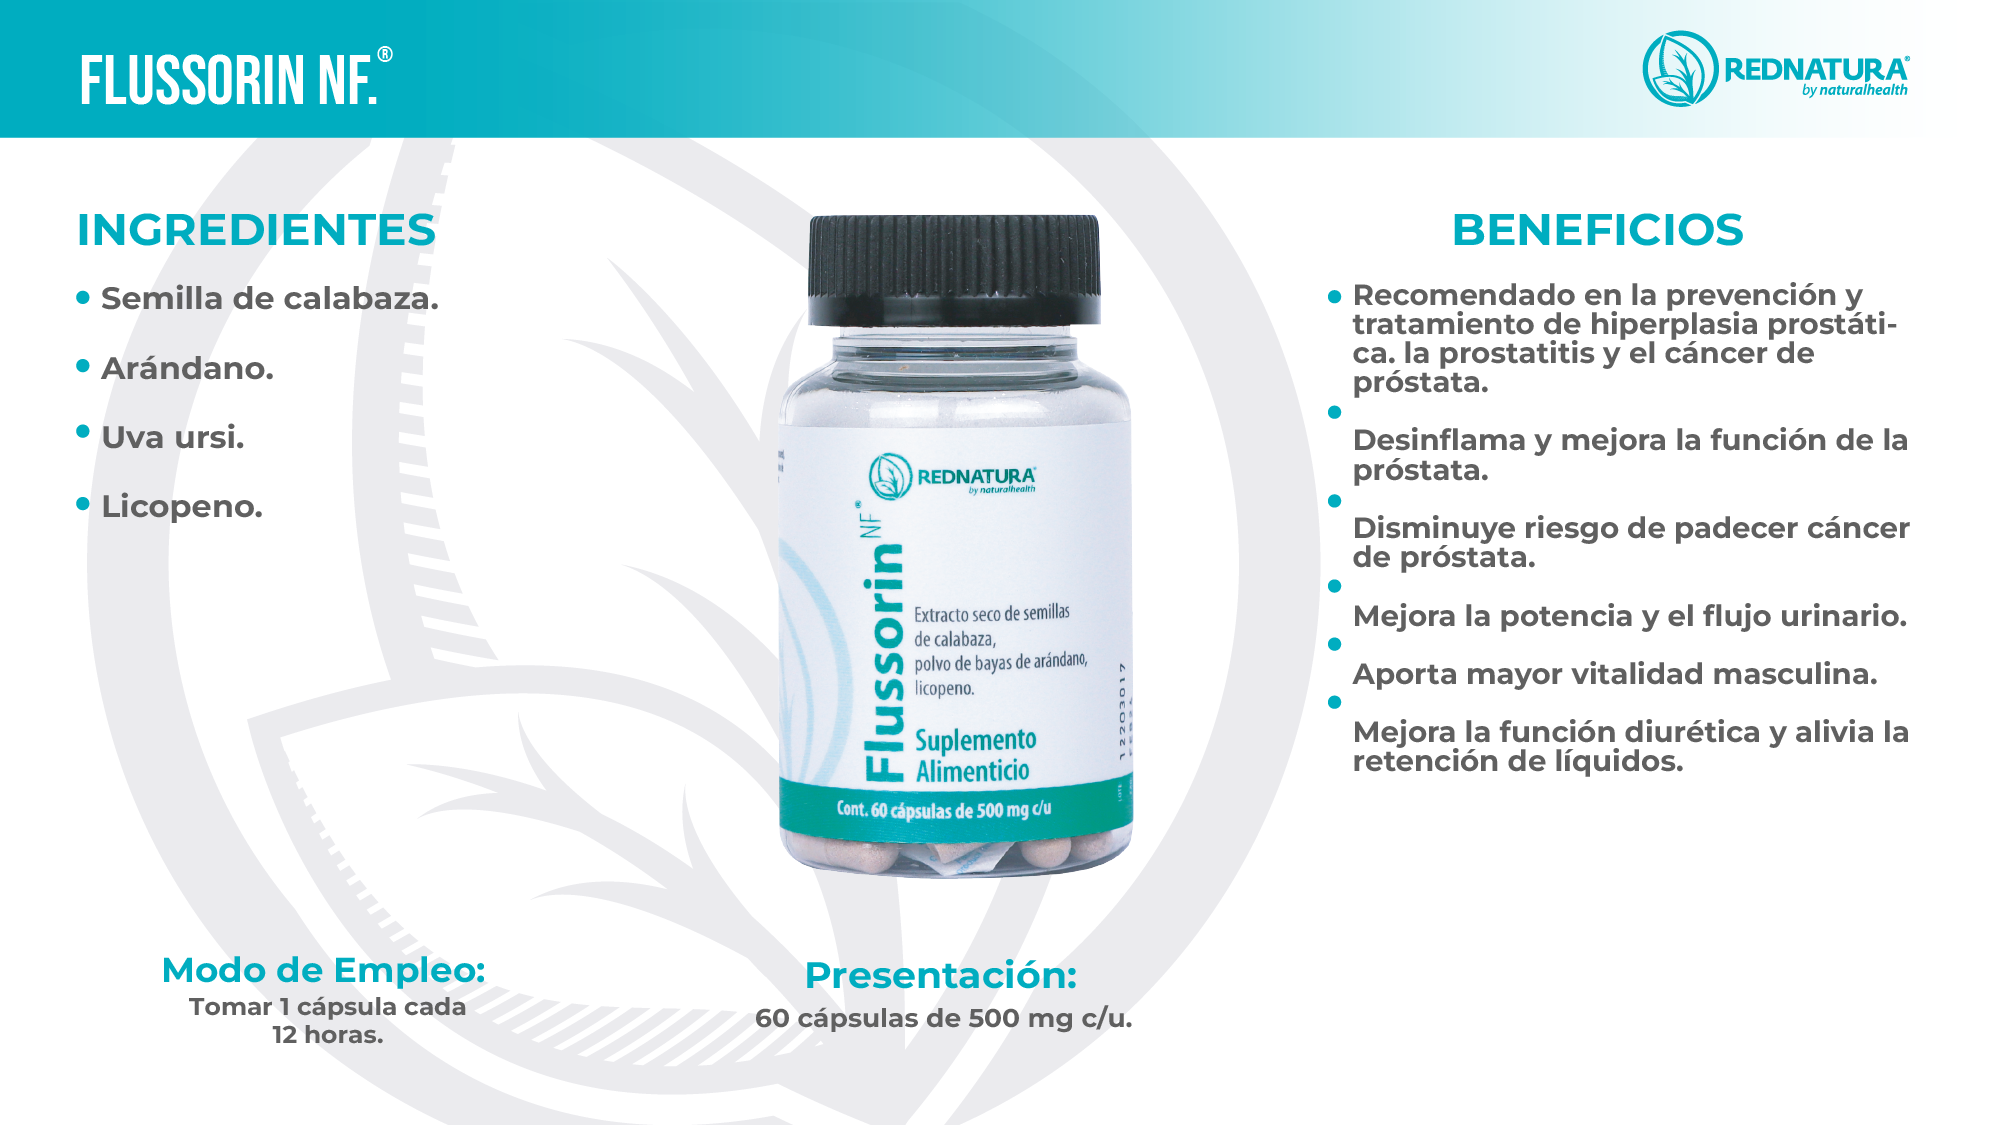 FLUSSORIN NF.®
REDNATURA®
by naturalhealth
INGREDIENTES
Semilla de calabaza.
Arándano.
Uva ursi.
Licopeno.
REDNATURA
by naturalhealth
Flussorin NF®
Extracto seco de semillas
de calabaza,
polvo de bayas de arándano,
licopeno.
Suplemento
Alimenticio
12203017
Cont. 60 cápsulas de 500 mg c/u
BENEFICIOS
Recomendado en la prevención y
tratamiento de hiperplasia prostáti-
ca. la prostatitis y el cáncer de
próstata.
Desinflama y mejora la función de la
próstata.
Disminuye riesgo de padecer cáncer
de próstata.
Mejora la potencia y el flujo urinario.
Aporta mayor vitalidad masculina.
Mejora la función diurética y alivia la
retención de líquidos.
Modo de Empleo:
Tomar 1 cápsula cada
12 horas.
Presentación:
60 cápsulas de 500 mg c/u.